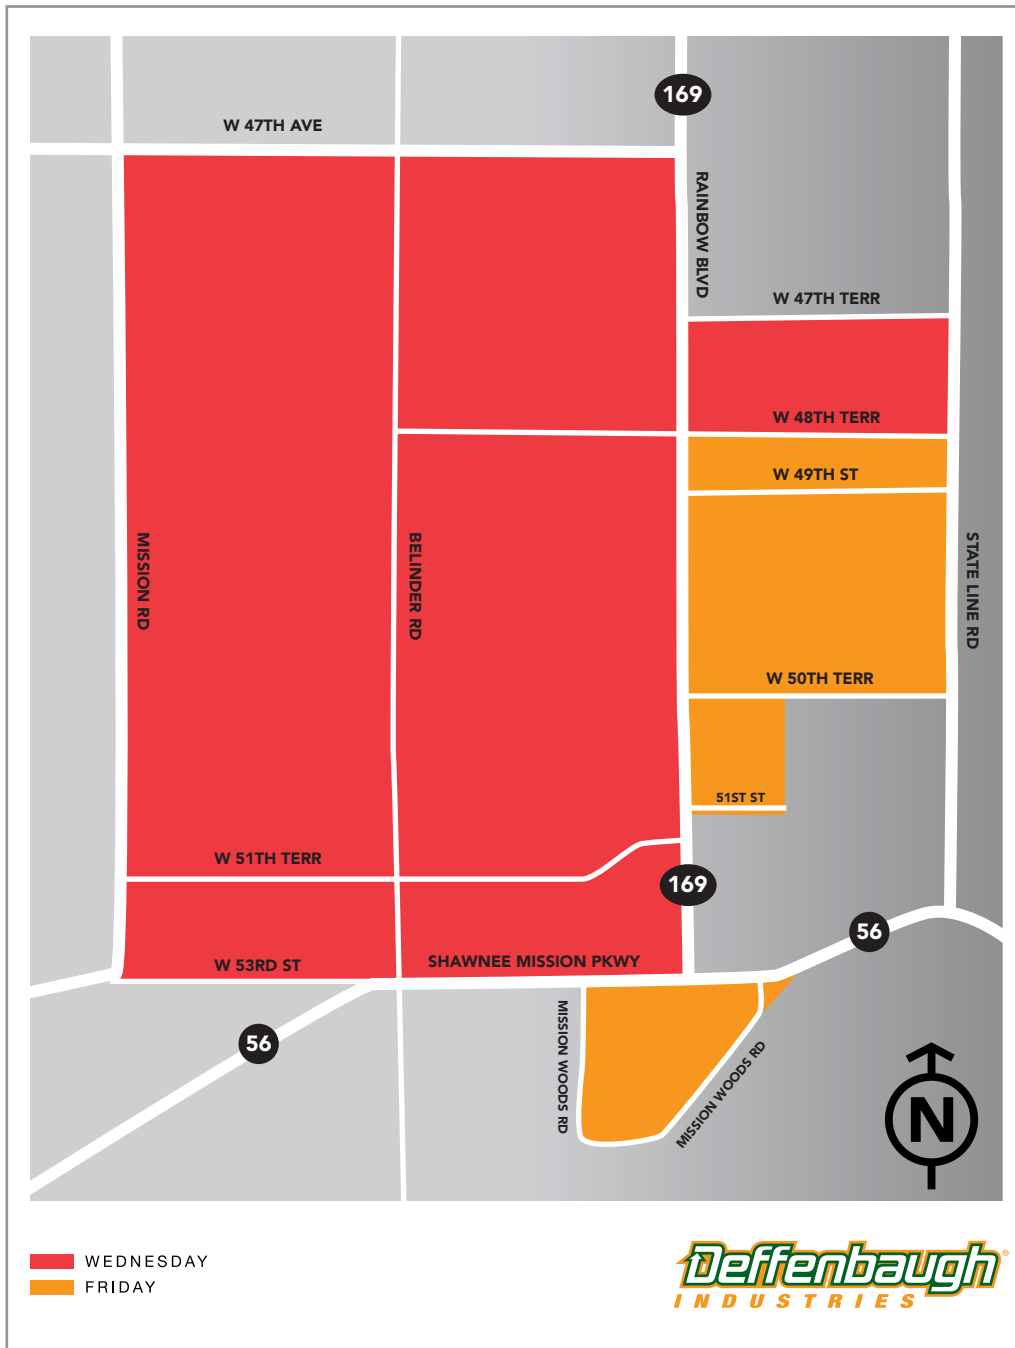 169
W 47TH AVE
RAINBOW BLVD
W 47TH TERR
W 48TH TERR
W 49TH ST
MISSION RD
BELINDER RD
STATE LINE RD
W 50TH TERR
51ST ST
W 51TH TERR
169
56
W 53RD ST
SHAWNEE MISSION PKWY
MISSION WOODS RD
56
MISSION WOODS RD
N
WEDNESDAY
FRIDAY
Deffenbaugh®
INDUSTRIES